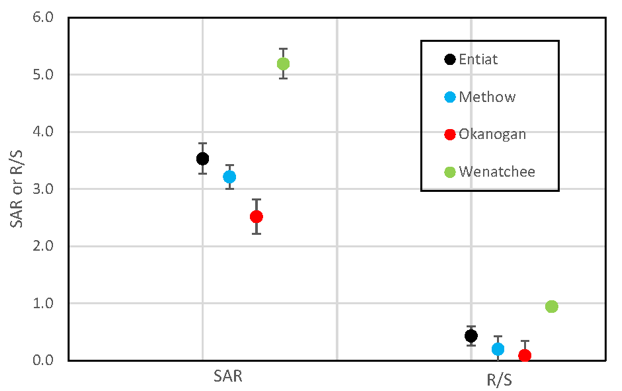 6.0
5.0
4.0
3.0
2.0
1.0
0.0
SAR or R/S
Entiat
Methow
Okanogan
Wenatchee
SAR
R/S